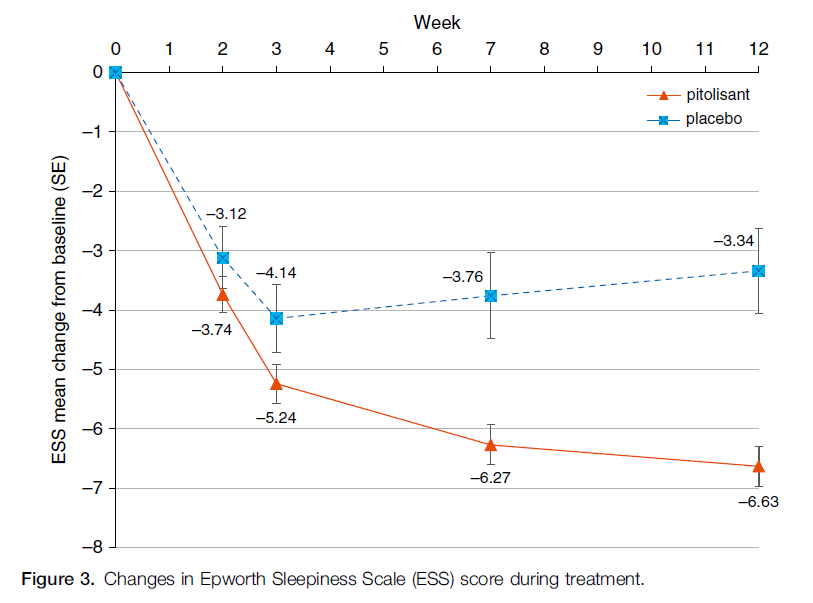 Week
0 1 2 3 4 5 6 7 8 9 10 11 12
0
–1
–2
–3
–4
–5
–6
–7
–8
ESS mean change from baseline (SE)
pitolisant
placebo
–3.12
–4.14
–3.76
–3.34
–3.74
–5.24
–6.27
–6.63
Figure 3. Changes in Epworth Sleepiness Scale (ESS) score during treatment.